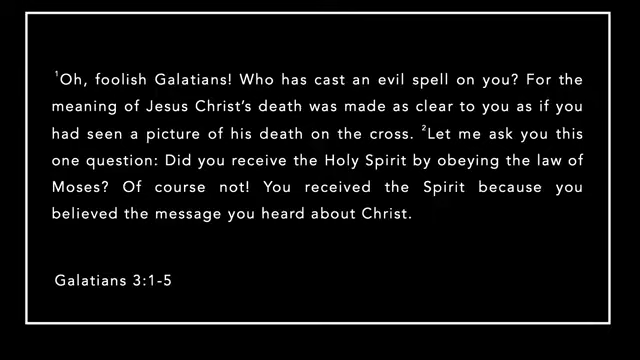 ¹Oh, foolish Galatians! Who has cast an evil spell on you? For the
meaning of Jesus Christ's death was made as clear to you as if you
had seen a picture of his death on the cross. ²Let me ask you this
one question: Did you receive the Holy Spirit by obeying the law of
Moses? Of course not! You received the Spirit because you
believed the message you heard about Christ.
Galatians 3:1-5